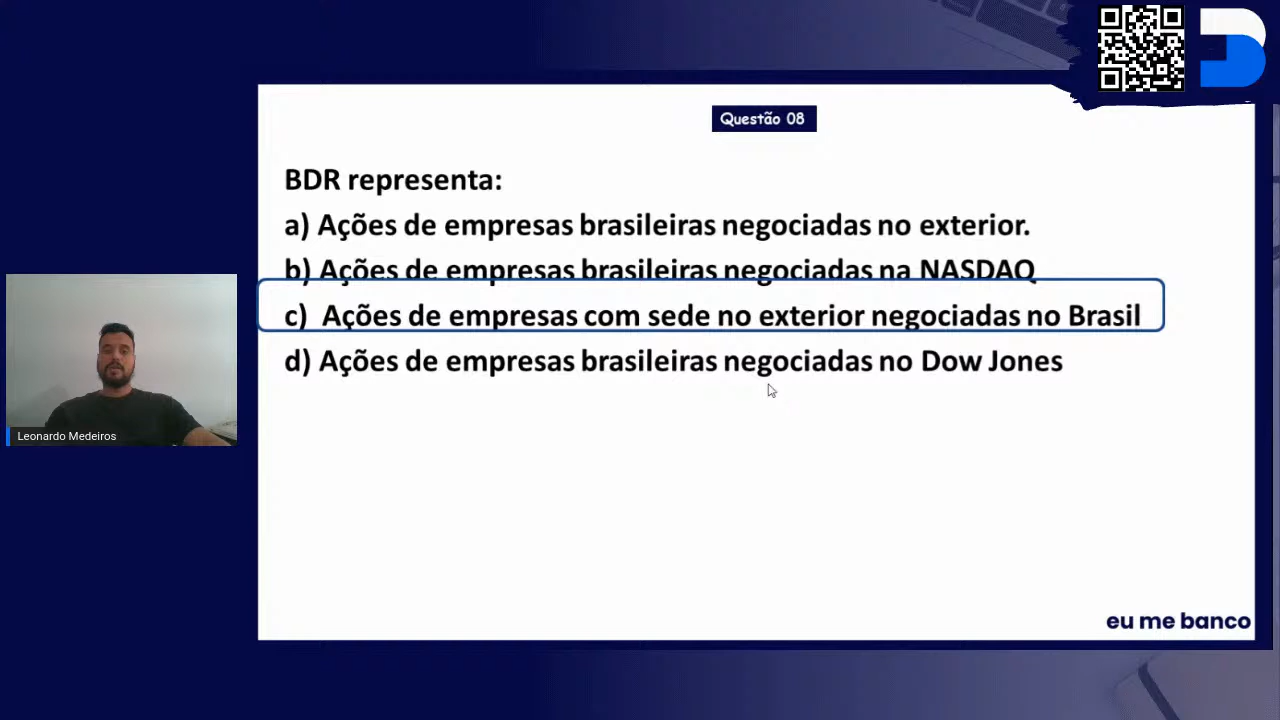 Questão 08
BDR representa:
a) Ações de empresas brasileiras negociadas no exterior.
b) Ações de empresas brasileiras negociadas na NASDAQ
c) Ações de empresas com sede no exterior negociadas no Brasil
d) Ações de empresas brasileiras negociadas no Dow Jones
Leonardo Medeiros
eu me banco